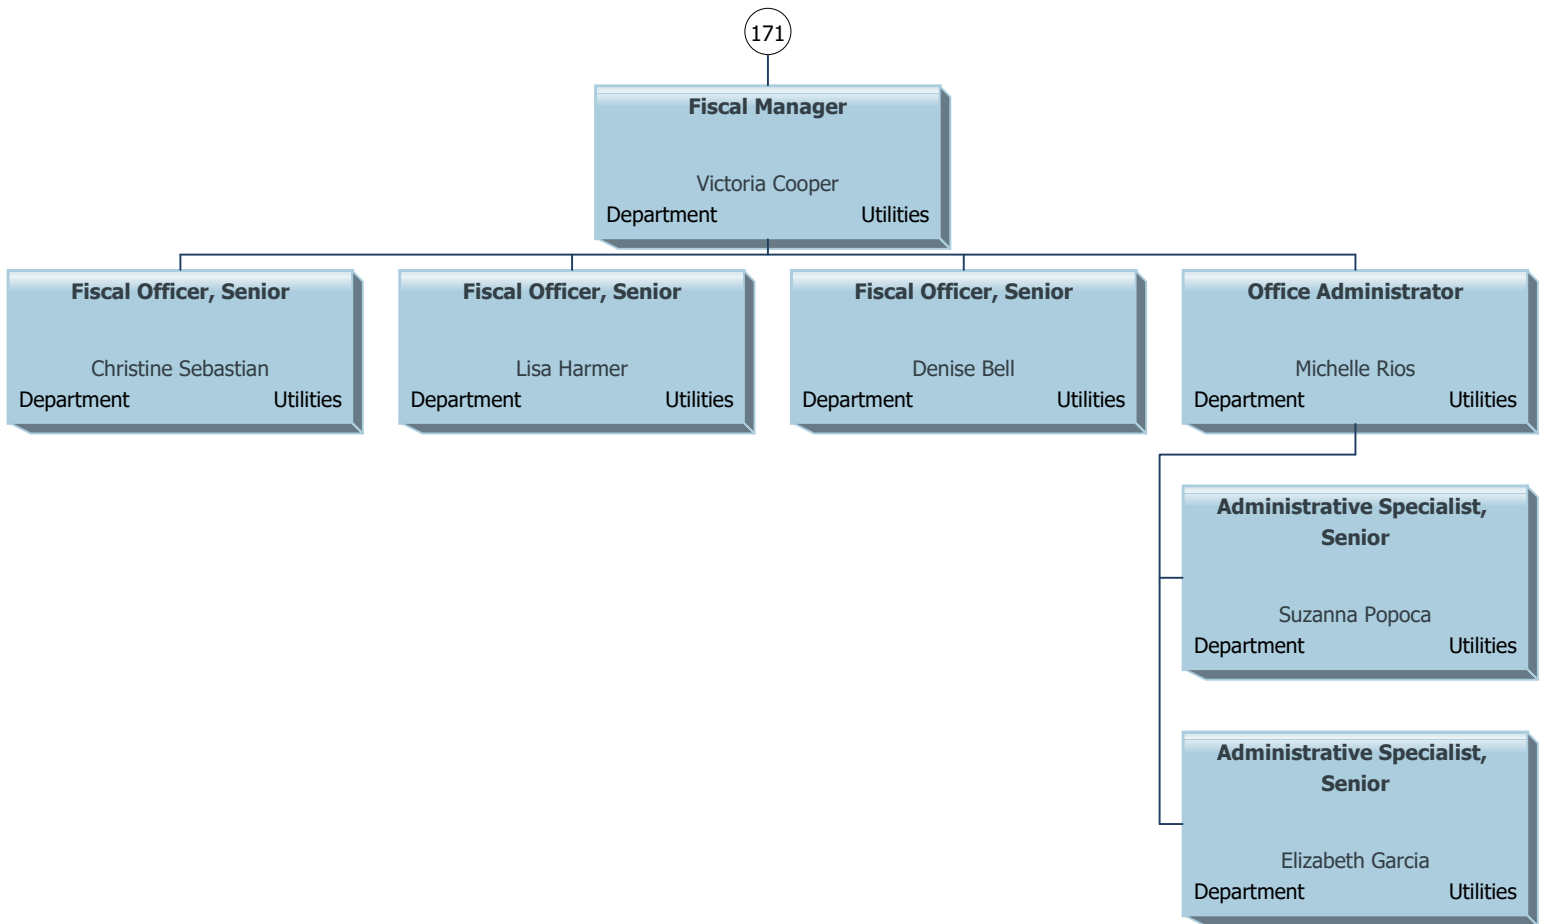 171
Fiscal Manager
Victoria Cooper
Department Utilities
Fiscal Officer, Senior
Christine Sebastian
Department Utilities
Fiscal Officer, Senior
Lisa Harmer
Department Utilities
Fiscal Officer, Senior
Denise Bell
Department Utilities
Office Administrator
Michelle Rios
Department Utilities
Administrative Specialist,
Senior
Suzanna Popoca
Department Utilities
Administrative Specialist,
Senior
Elizabeth Garcia
Department Utilities